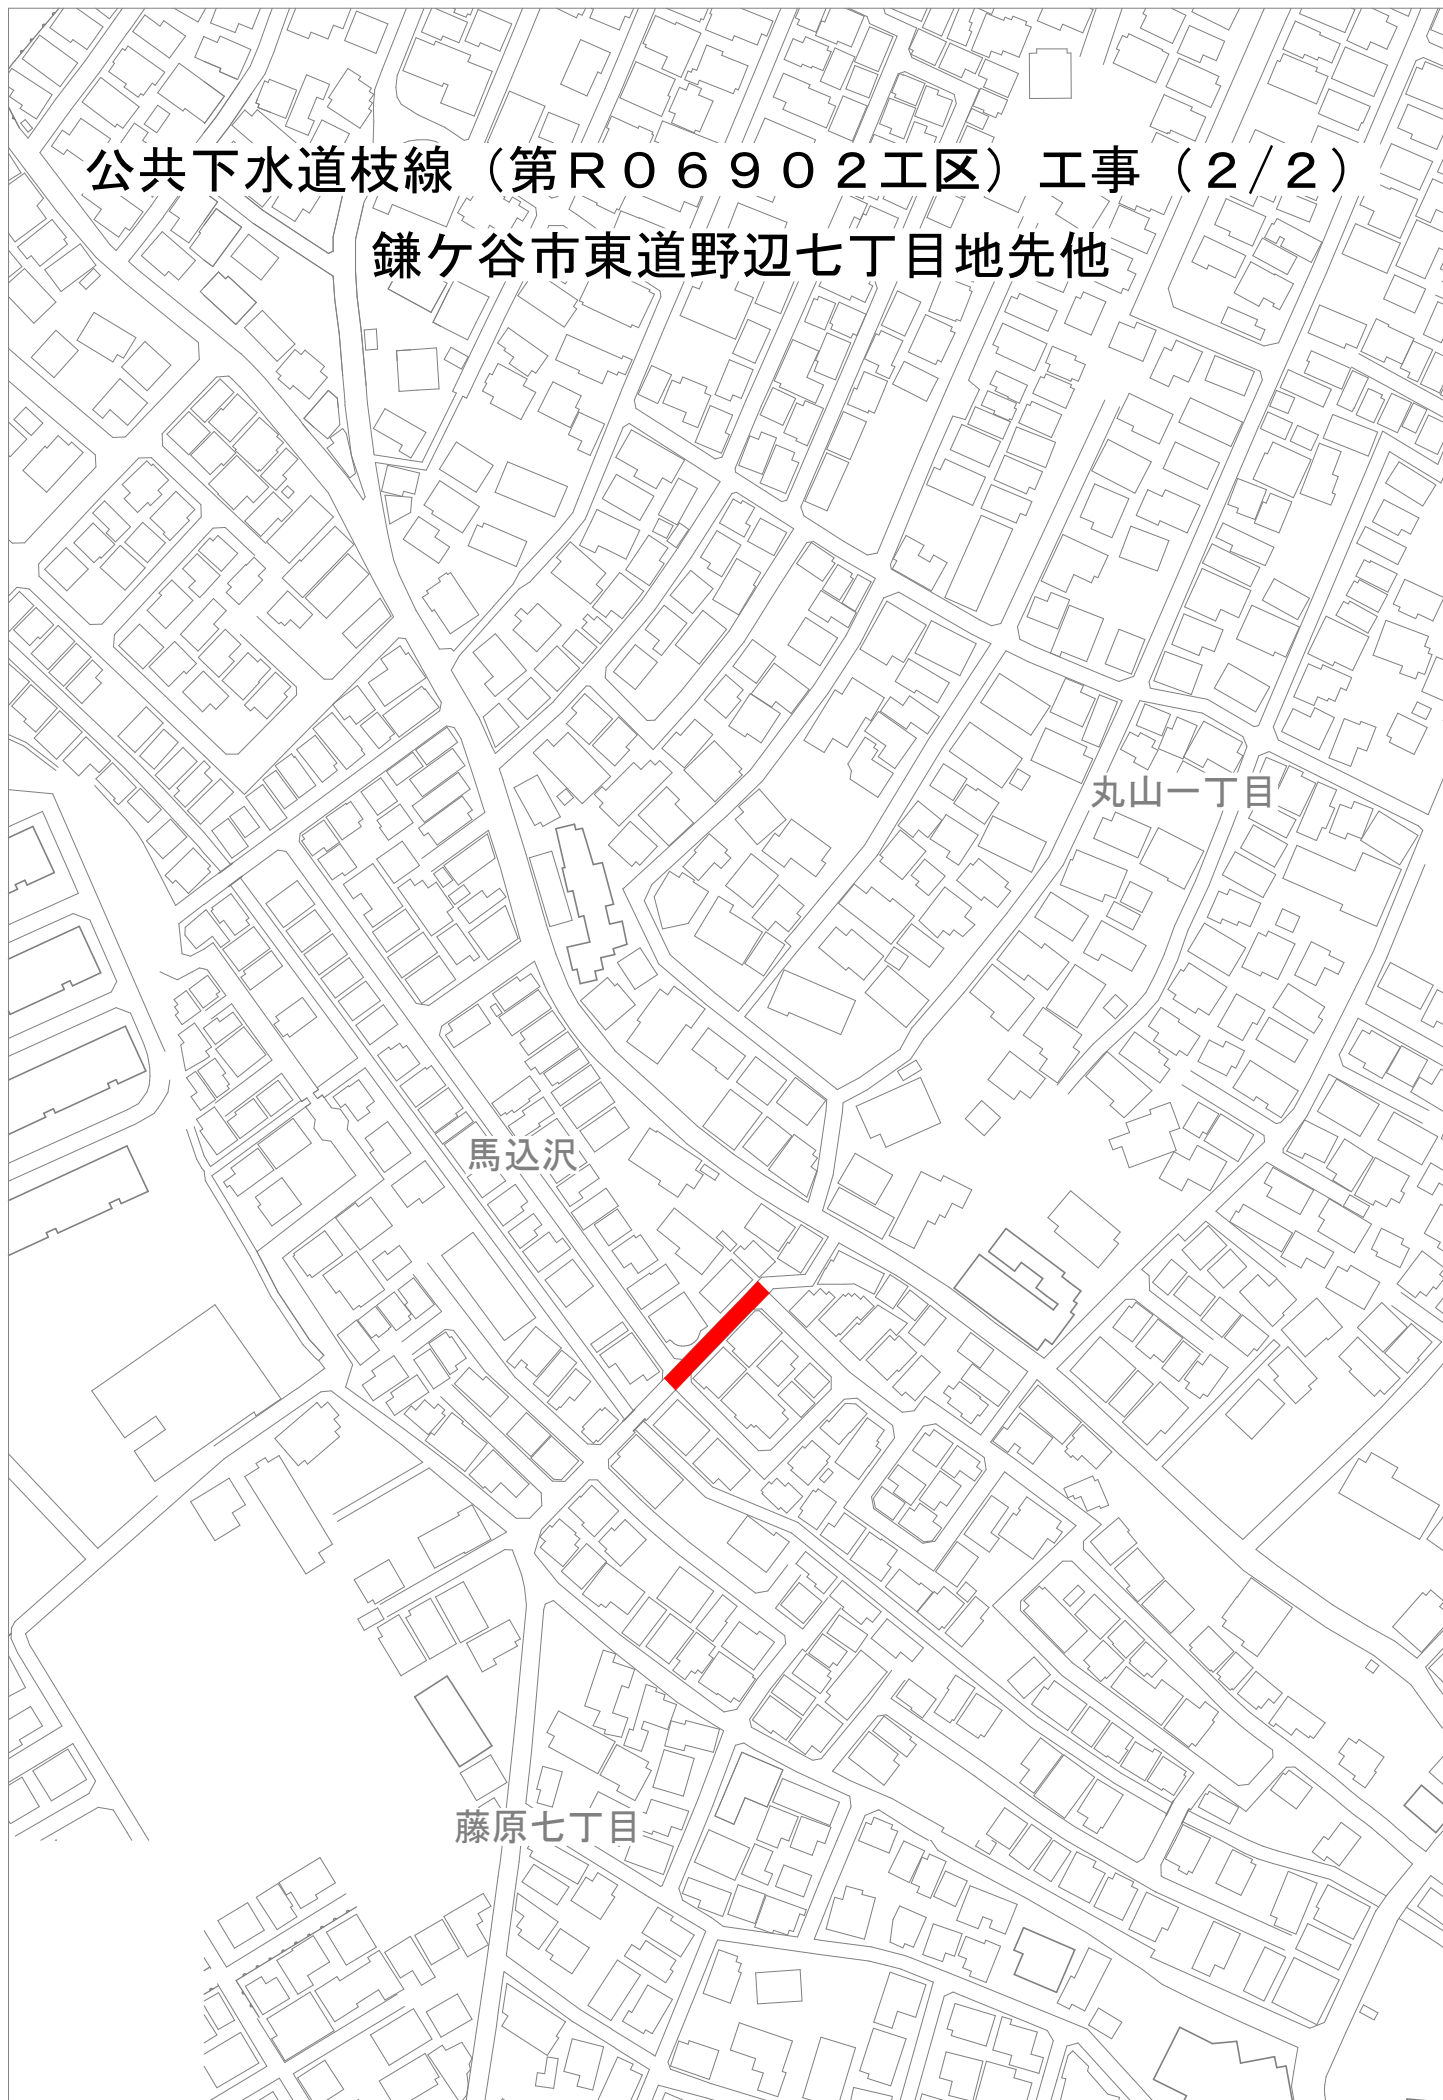 公共下水道枝線（第Ｒ０６９０２工区）工事（２/２）
鎌ケ谷市東道野辺七丁目地先他
丸山一丁目
馬込沢
藤原七丁目